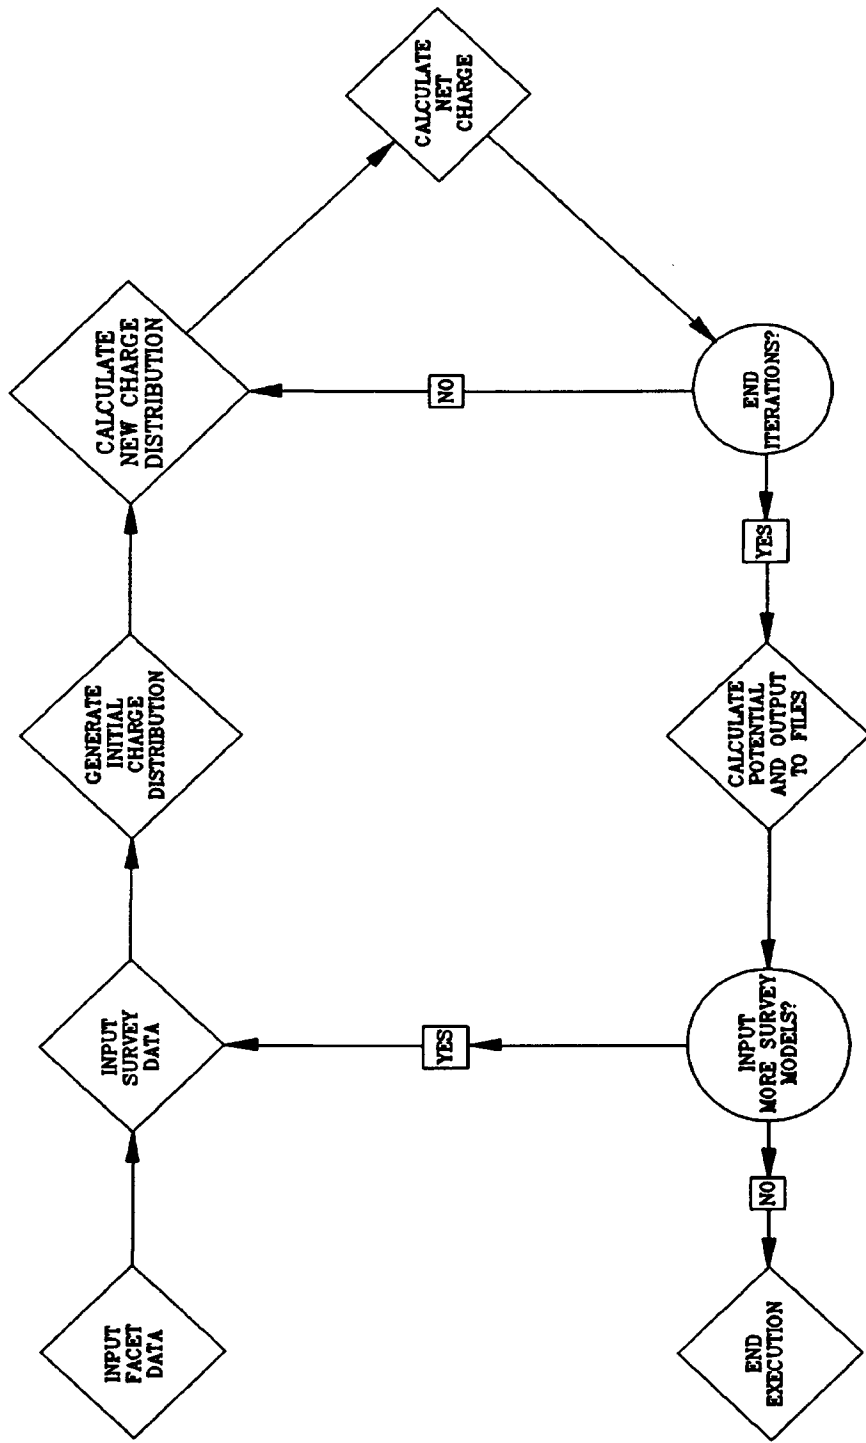 INPUT
FACET
DATA
INPUT
SURVEY
DATA
GENERATE
INITIAL
CHARGE
DISTRIBUTION
CALCULATE
NEW CHARGE
DISTRIBUTION
CALCULATE
NET
CHARGE
END
ITERATIONS?
NO
YES
CALCULATE
POTENTIAL
AND OUTPUT
TO FILES
INPUT
MORE SURVEY
MODELS?
YES
NO
END
EXECUTION